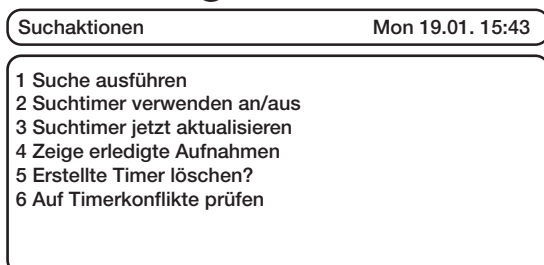 Suchaktionen Mon 19.01. 15:43
1 Suche ausführen
2 Suchtimer verwenden an/aus
3 Suchtimer jetzt aktualisieren
4 Zeige erledigte Aufnahmen
5 Erstellte Timer löschen?
6 Auf Timerkonflikte prüfen